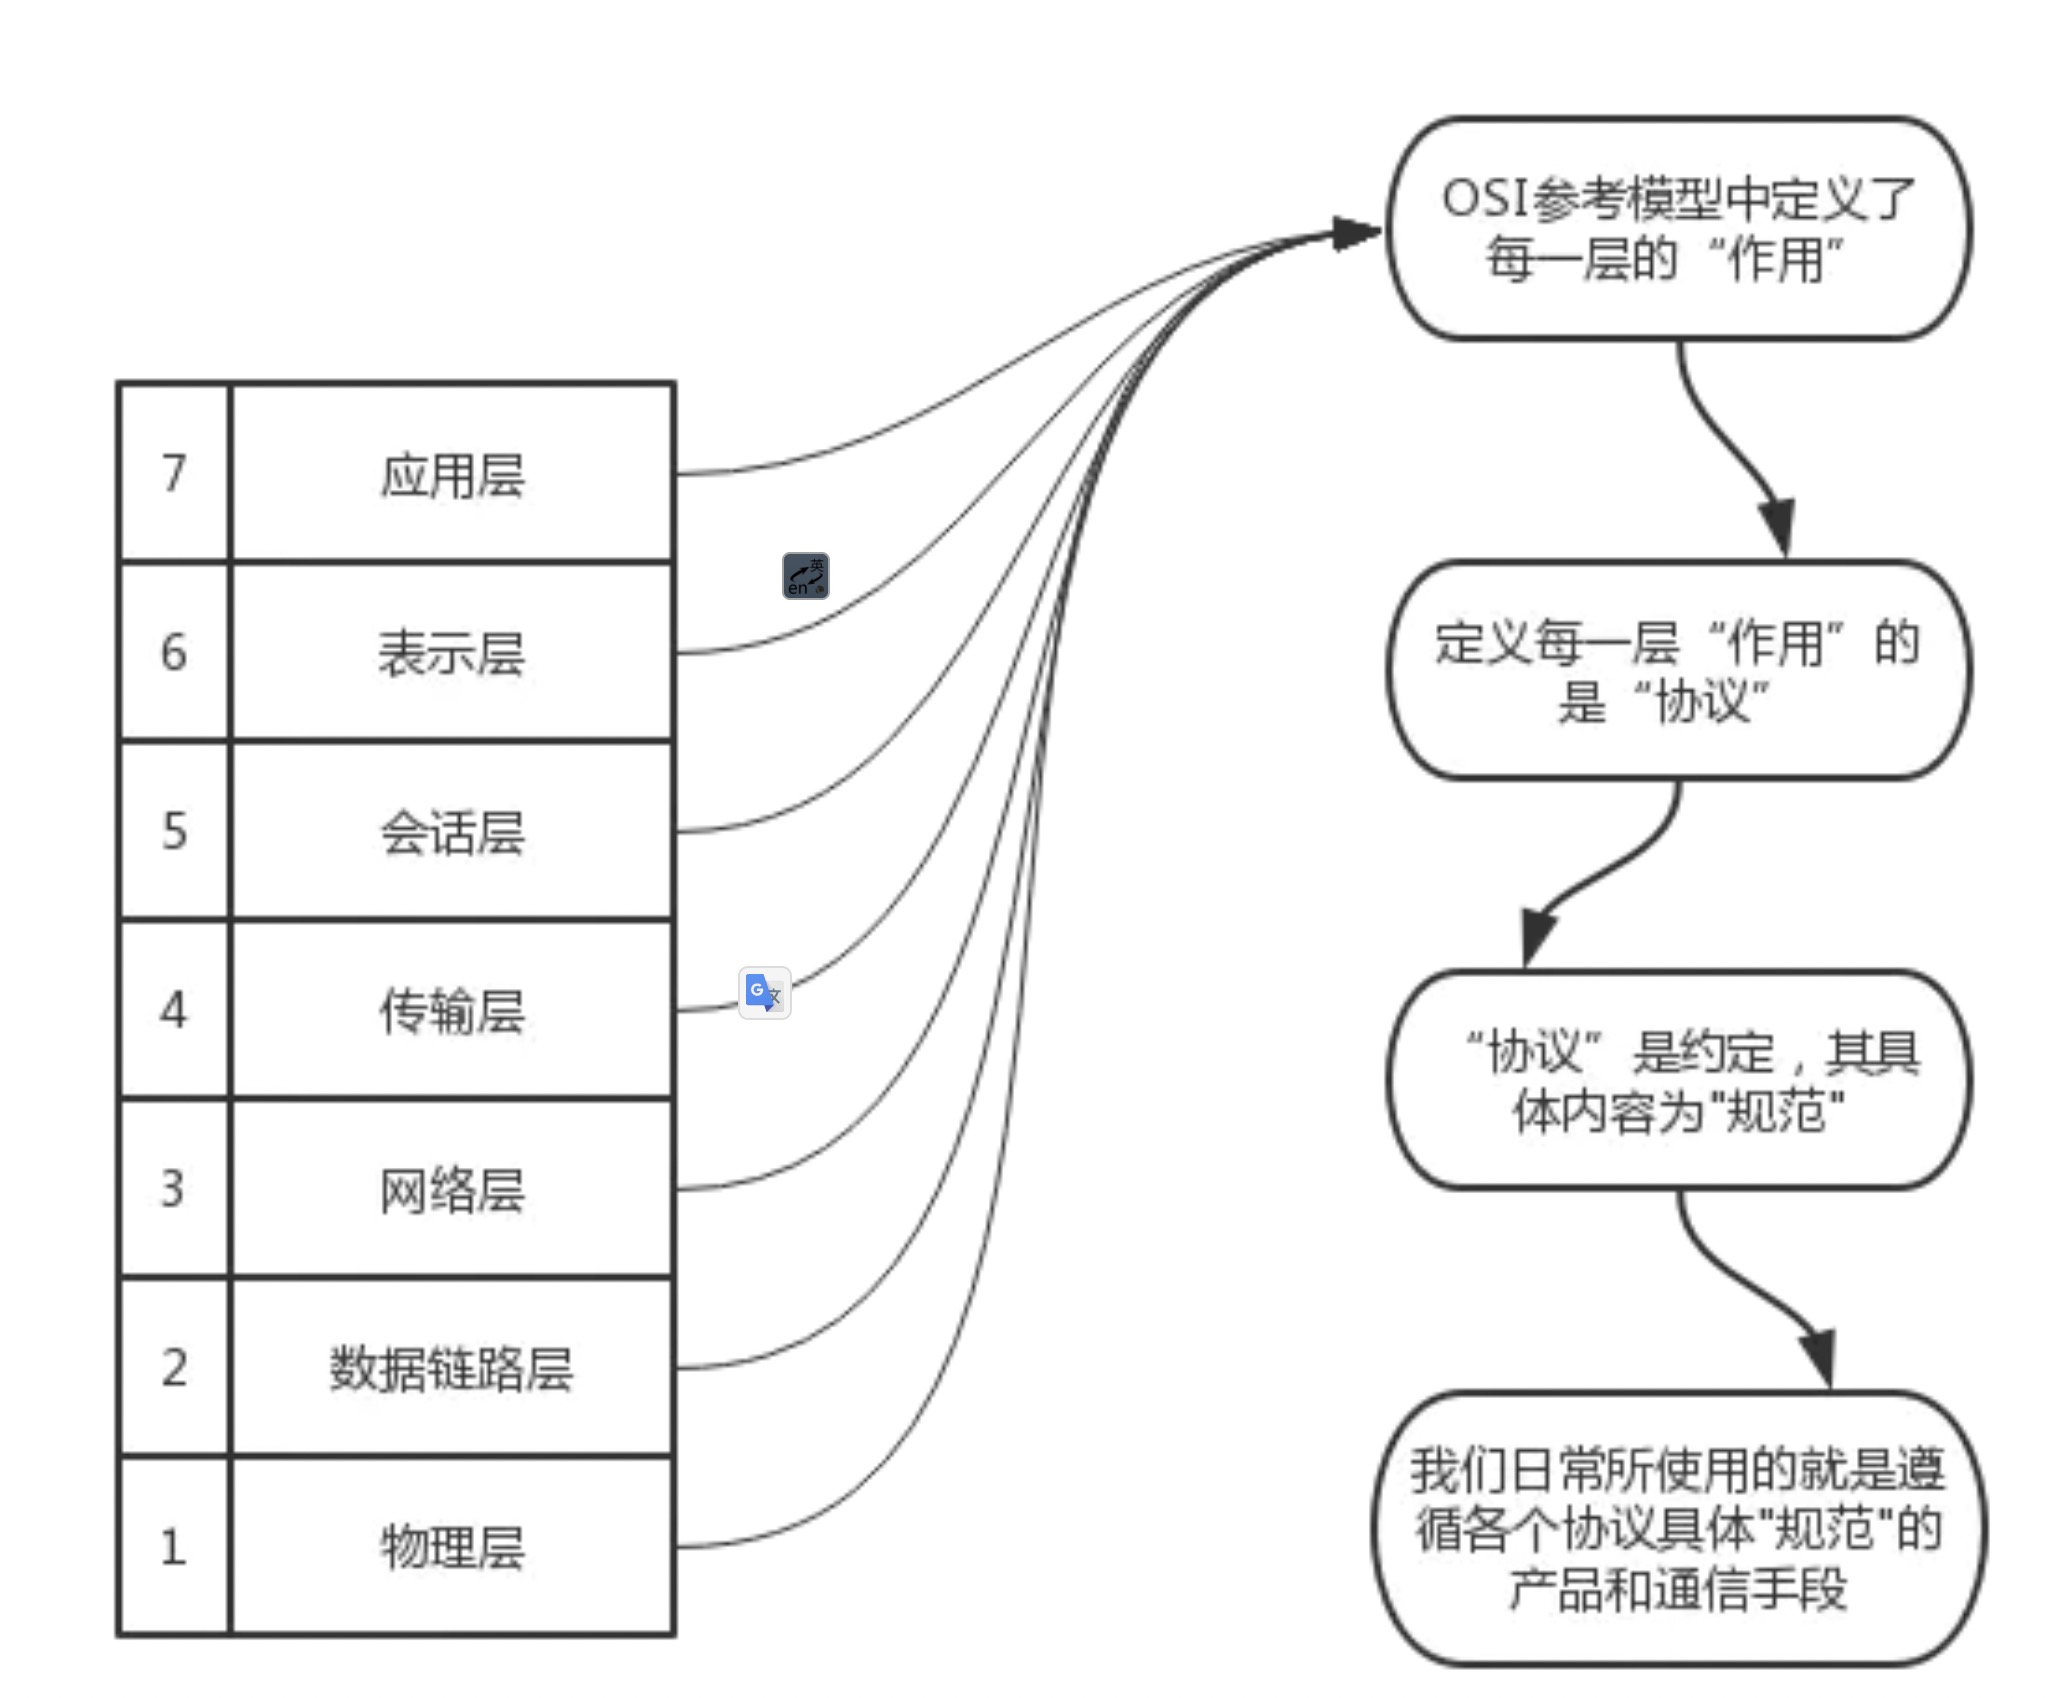 OSI参考模型中定义了
每一层的“作用”
7 应用层
英
en
6 表示层
定义每一层“作用”的
是“协议”
5 会话层
4 传输层
G 文
“协议”是约定，其具
体内容为"规范"
3 网络层
2 数据链路层
1 物理层
我们日常所使用的就是遵
循各个协议具体"规范"的
产品和通信手段